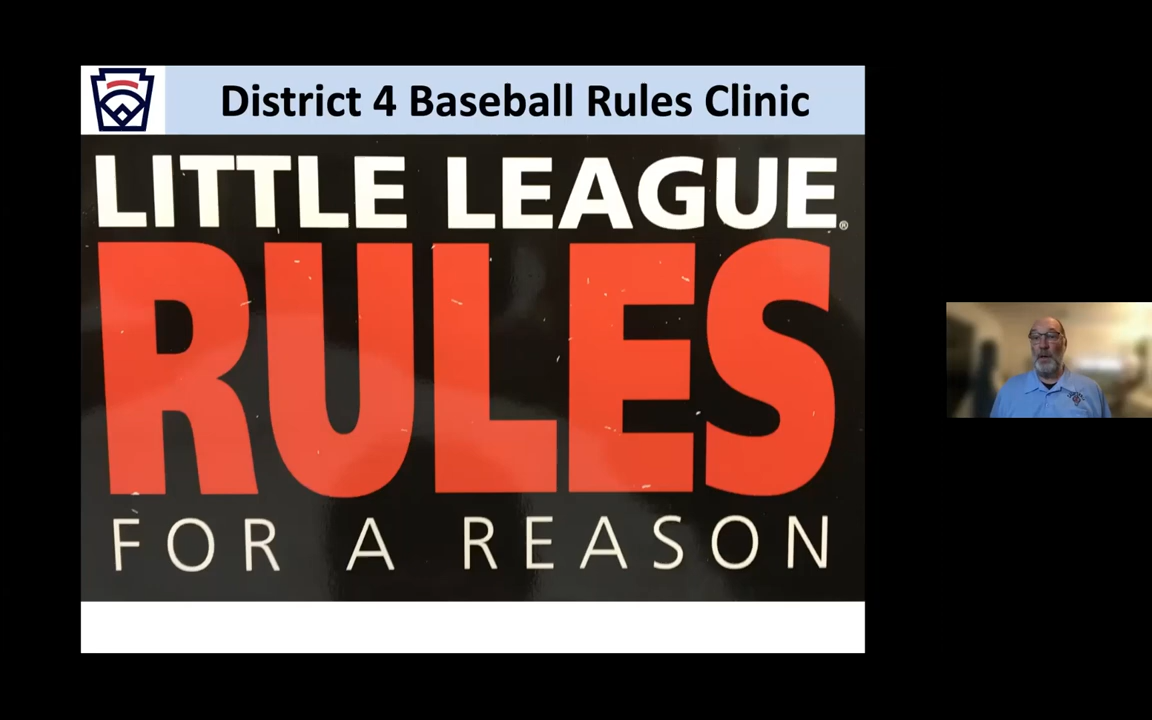 District 4 Baseball Rules Clinic
LITTLE LEAGUE®
RULES
FOR A REASON